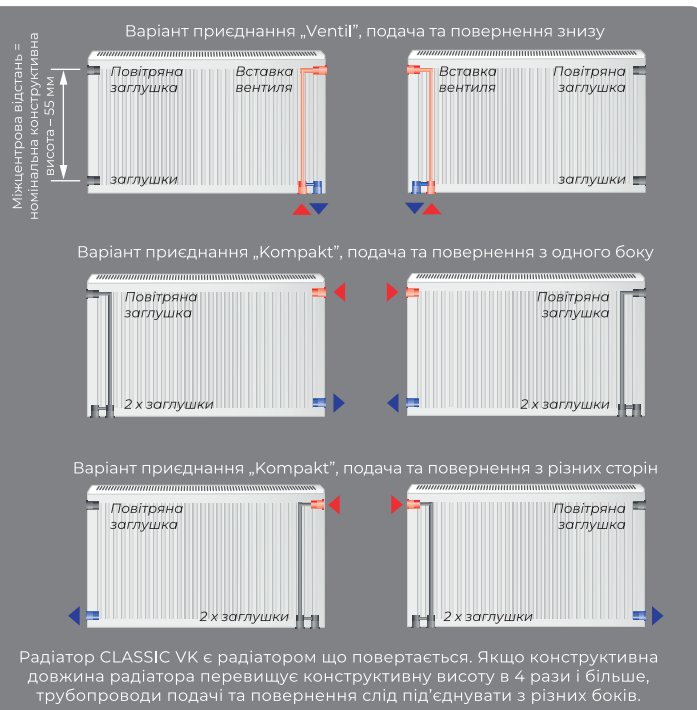 Варіант приєднання „Ventil”, подача та повернення знизу
Міжцентрова відстань =
номінальна конструктивна
висота – 55 мм
Повітряна
заглушка
Вставка
вентиля
заглушки
Вставка
вентиля
Повітряна
заглушка
заглушки
Варіант приєднання „Kompakt”, подача та повернення з одного боку
Повітряна
заглушка
2 x заглушки
Повітряна
заглушка
2 x заглушки
Варіант приєднання „Kompakt”, подача та повернення з різних сторін
Повітряна
заглушка
2 x заглушки
Повітряна
заглушка
2 x заглушки
Радіатор CLASSIC VK є радіатором що повертається. Якщо конструктивна
довжина радіатора перевищує конструктивну висоту в 4 рази і більше,
трубопроводи подачі та повернення слід під’єднувати з різних боків.